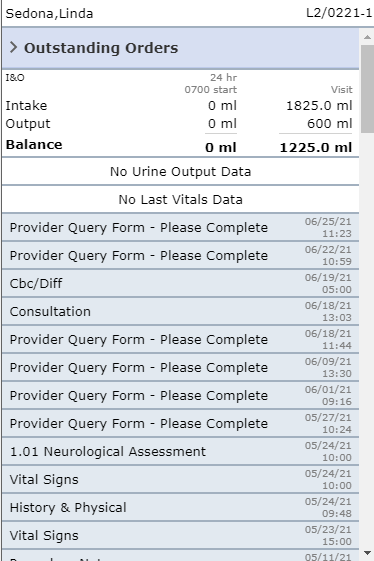 Sedona,Linda L2/0221-1
Outstanding Orders
I&O 24 hr
0700 start Visit
Intake 0 ml 1825.0 ml
Output 0 ml 600 ml
Balance 0 ml 1225.0 ml
No Urine Output Data
No Last Vitals Data
Provider Query Form - Please Complete 06/25/21
11:23
Provider Query Form - Please Complete 06/22/21
10:59
Cbc/Diff 06/19/21
05:00
Consultation 06/18/21
13:03
Provider Query Form - Please Complete 06/18/21
11:44
Provider Query Form - Please Complete 06/09/21
13:30
Provider Query Form - Please Complete 06/01/21
09:16
Provider Query Form - Please Complete 05/27/21
10:24
1.01 Neurological Assessment 05/24/21
10:00
Vital Signs 05/24/21
10:00
History & Physical 05/24/21
09:48
Vital Signs 05/23/21
15:00
05/11/21